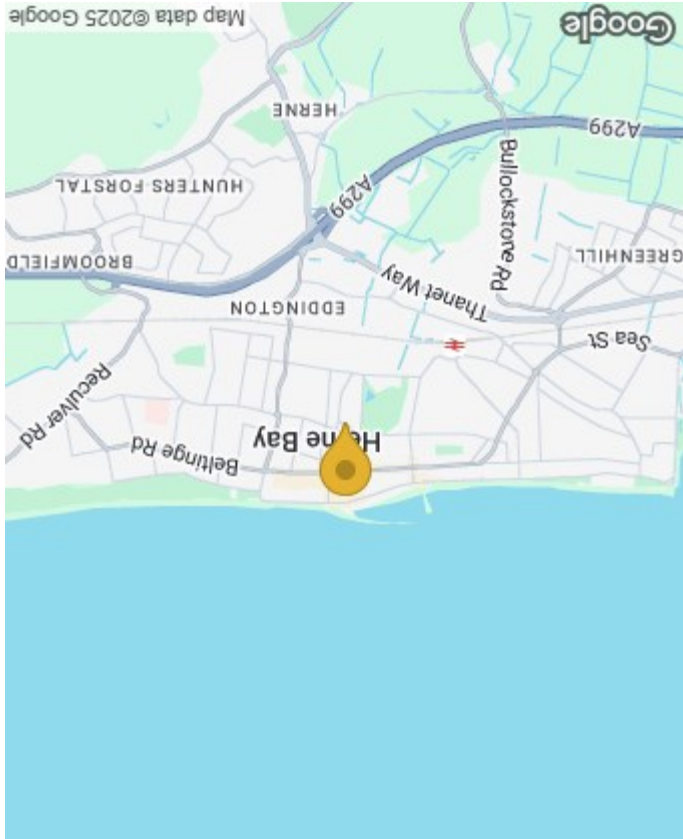 Beltinge Rd
Herne Bay
Reculver Rd
Sea St
EDDINGTON
Thanet Way
GREENHILL
BROOMFIELD
Bullockstone Rd
A299
HUNTERS FORSTAL
A299
HERNE
Google
Map data ©2025 Google